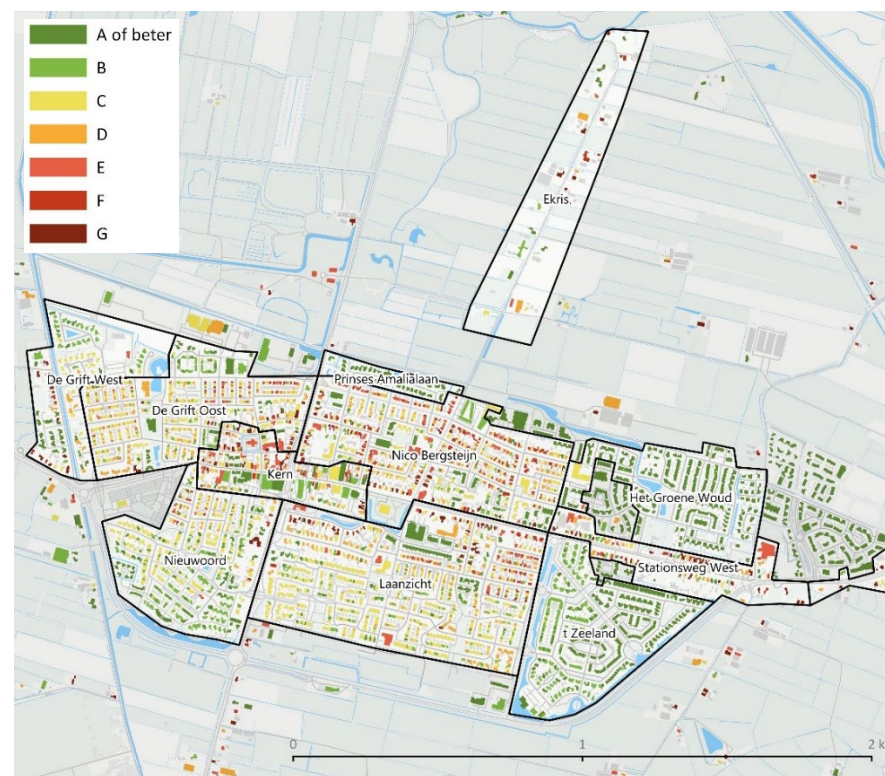 A of beter
B
C
D
E
F
G
Ekris.
Prinses Amalialaan
De Grift West
De Grift Oost
Nico Bergsteijn
Kern
Het Groene Woud
Nieuwoord
Laanzicht
Stationsweg West
t Zeeland
0
1
2 k